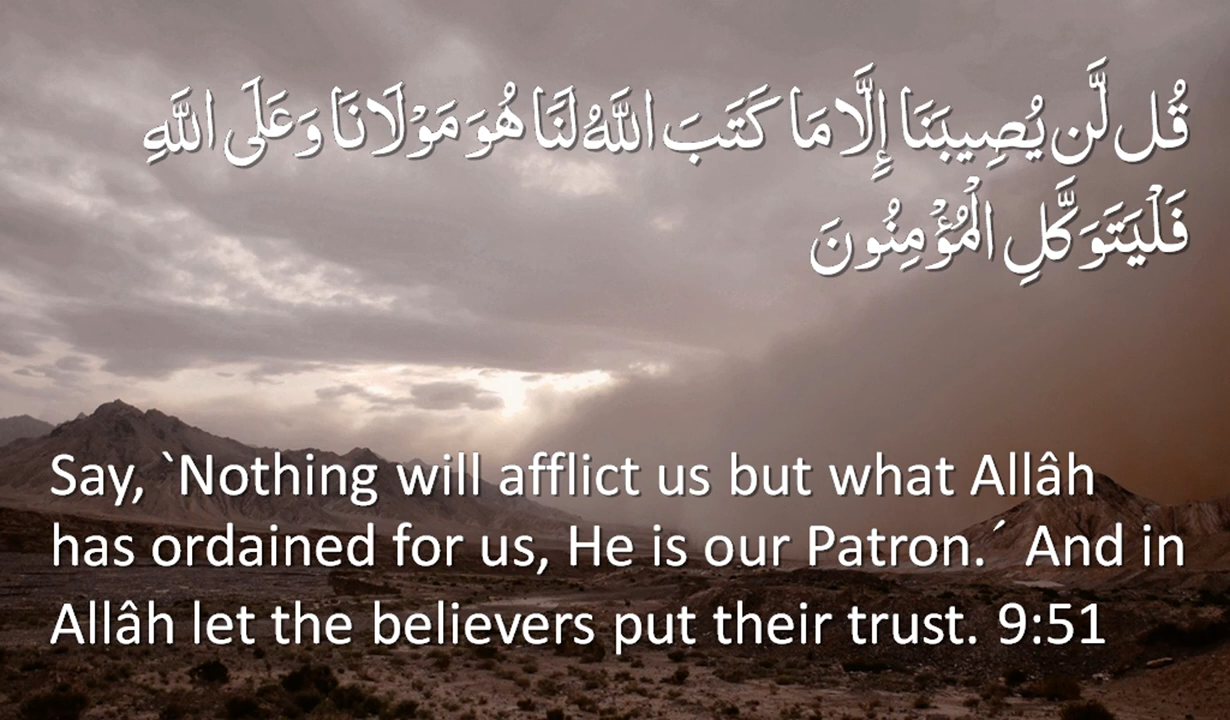 قُل لَّن يُصِيبَنَا إِلَّا مَا كَتَبَ اللَّهُ لَنَا هُوَ مَوْلَانَا وَعَلَى اللَّهِ
فَلْيَتَوَكَّلِ الْمُؤْمِنُونَ
Say, `Nothing will afflict us but what Allâh
has ordained for us, He is our Patron.´ And in
Allâh let the believers put their trust. 9:51